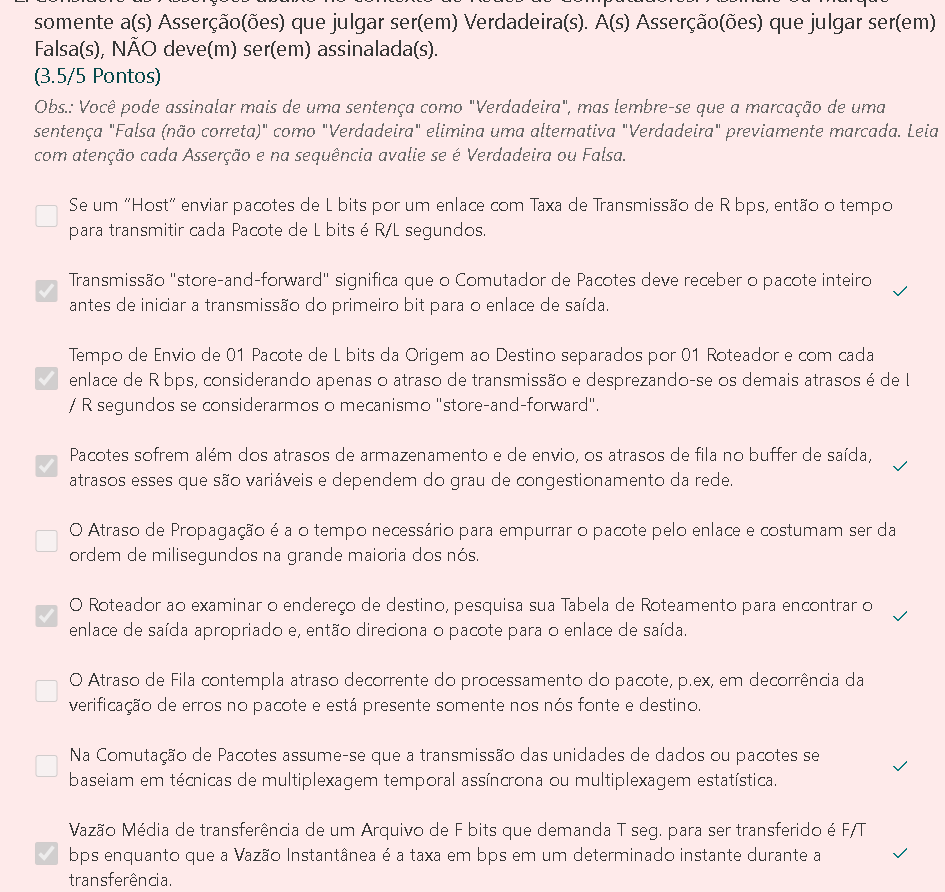 2. Considere as Asserções abaixo no contexto de Redes de Computadores. Assinale ou marque
somente a(s) Asserção(ões) que julgar ser(em) Verdadeira(s). A(s) Asserção(ões) que julgar ser(em)
Falsa(s), NÃO deve(m) ser(em) assinalada(s).
(3.5/5 Pontos)
Obs.: Você pode assinalar mais de uma sentença como "Verdadeira", mas lembre-se que a marcação de uma
sentença "Falsa (não correta)" como "Verdadeira" elimina uma alternativa "Verdadeira" previamente marcada. Leia
com atenção cada Asserção e na sequência avalie se é Verdadeira ou Falsa.
Se um “Host” enviar pacotes de L bits por um enlace com Taxa de Transmissão de R bps, então o tempo
para transmitir cada Pacote de L bits é R/L segundos.
Transmissão "store-and-forward" significa que o Comutador de Pacotes deve receber o pacote inteiro
antes de iniciar a transmissão do primeiro bit para o enlace de saída.
Tempo de Envio de 01 Pacote de L bits da Origem ao Destino separados por 01 Roteador e com cada
enlace de R bps, considerando apenas o atraso de transmissão e desprezando-se os demais atrasos é de L
/ R segundos se considerarmos o mecanismo "store-and-forward".
Pacotes sofrem além dos atrasos de armazenamento e de envio, os atrasos de fila no buffer de saída,
atrasos esses que são variáveis e dependem do grau de congestionamento da rede.
O Atraso de Propagação é a o tempo necessário para empurrar o pacote pelo enlace e costumam ser da
ordem de milisegundos na grande maioria dos nós.
O Roteador ao examinar o endereço de destino, pesquisa sua Tabela de Roteamento para encontrar o
enlace de saída apropriado e, então direciona o pacote para o enlace de saída.
O Atraso de Fila contempla atraso decorrente do processamento do pacote, p.ex, em decorrência da
verificação de erros no pacote e está presente somente nos nós fonte e destino.
Na Comutação de Pacotes assume-se que a transmissão das unidades de dados ou pacotes se
baseiam em técnicas de multiplexagem temporal assíncrona ou multiplexagem estatística.
Vazão Média de transferência de um Arquivo de F bits que demanda T seg. para ser transferido é F/T
bps enquanto que a Vazão Instantânea é a taxa em bps em um determinado instante durante a
transferência.